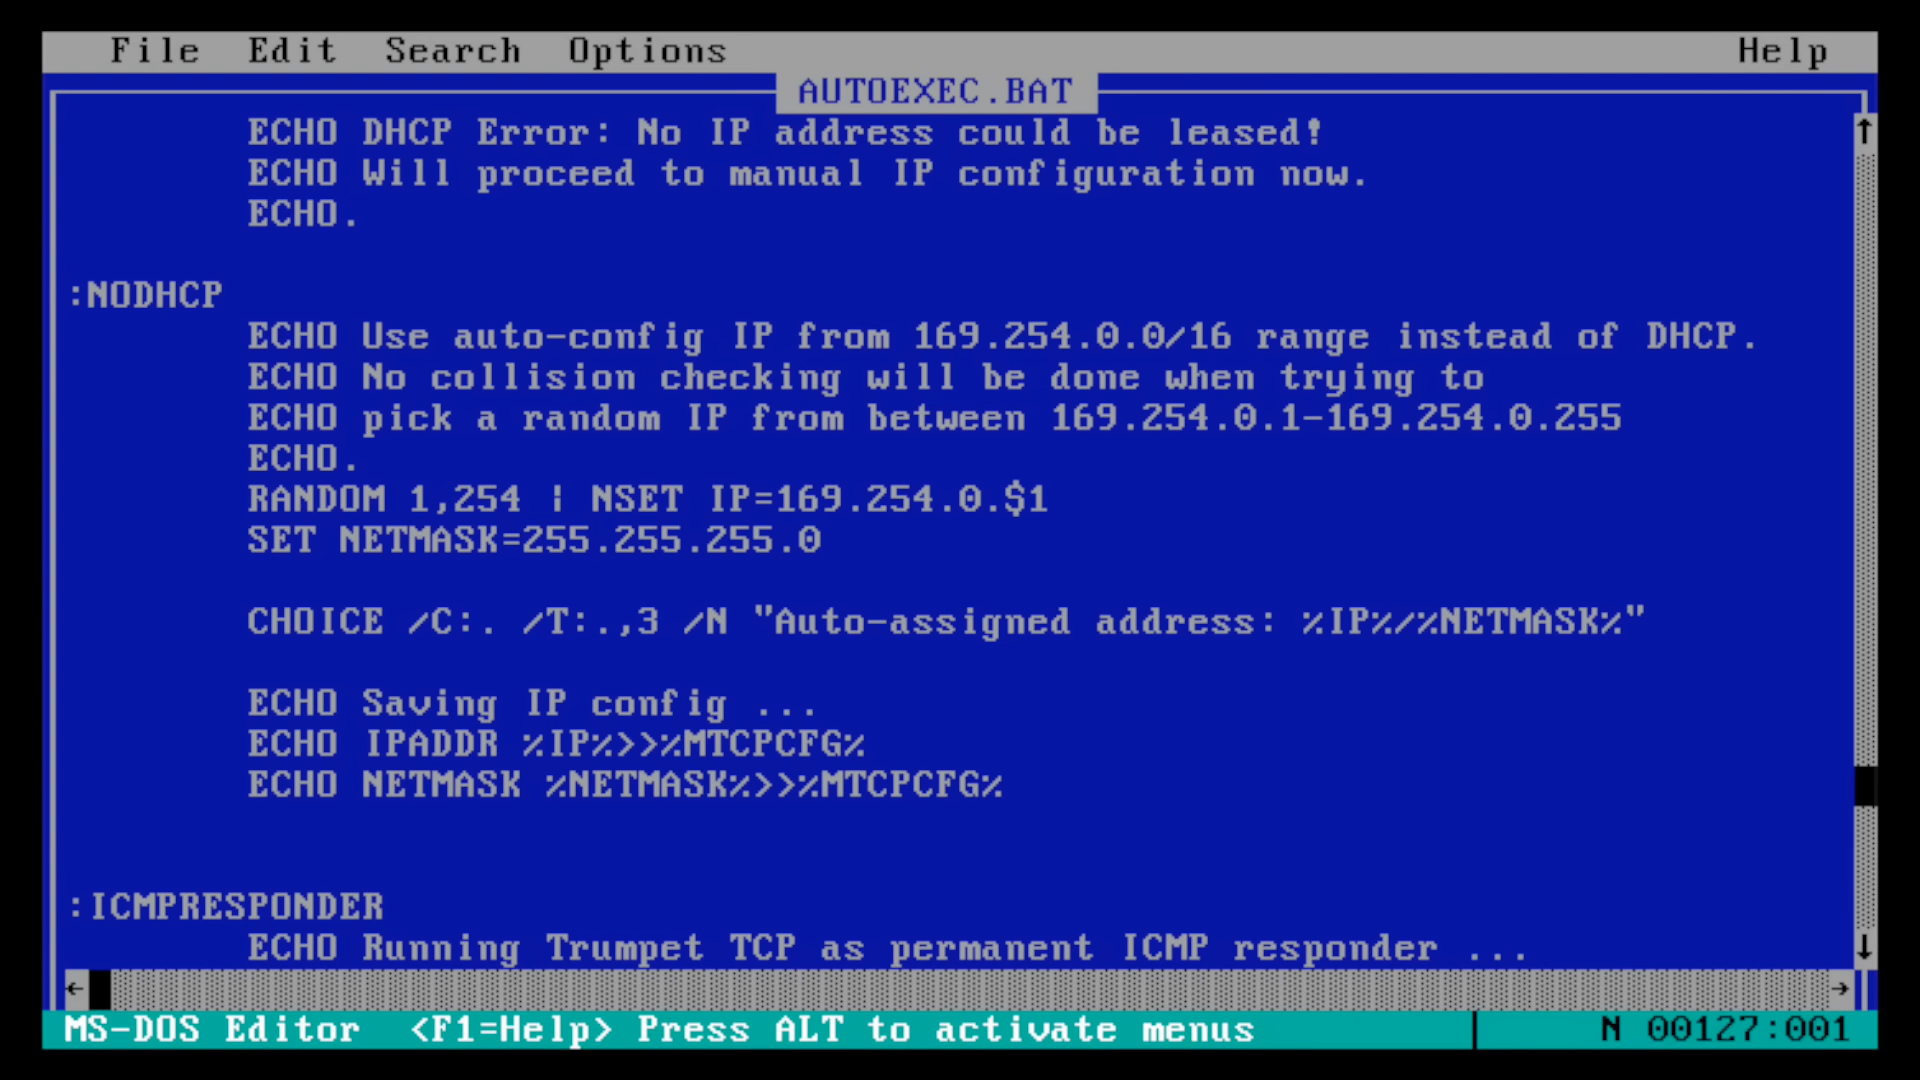 File Edit Search Options Help
AUTOEXEC.BAT
ECHO DHCP Error: No IP address could be leased!
ECHO Will proceed to manual IP configuration now.
ECHO.
:NODHCP
ECHO Use auto-config IP from 169.254.0.0/16 range instead of DHCP.
ECHO No collision checking will be done when trying to
ECHO pick a random IP from between 169.254.0.1-169.254.0.255
ECHO.
RANDOM 1,254 | NSET IP=169.254.0.$1
SET NETMASK=255.255.255.0
CHOICE /C:. /T:.,3 /N "Auto-assigned address: %IP%/%NETMASK%"
ECHO Saving IP config ...
ECHO IPADDR %IP%>>%MTCPCFG%
ECHO NETMASK %NETMASK%>>%MTCPCFG%
:ICMPRESPONDER
ECHO Running Trumpet TCP as permanent ICMP responder ...
MS-DOS Editor <F1=Help> Press ALT to activate menus N 00127:001